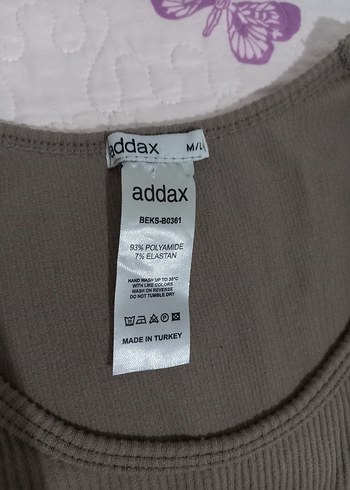 addax M/L
addax
BEKS-B0361
93% POLYAMIDE
7% ELASTAN
HAND WASH UP TO 30°C
WITH LIKE COLORS
WASH ON REVERSE
DO NOT TUMBLE DRY
MADE IN TURKEY